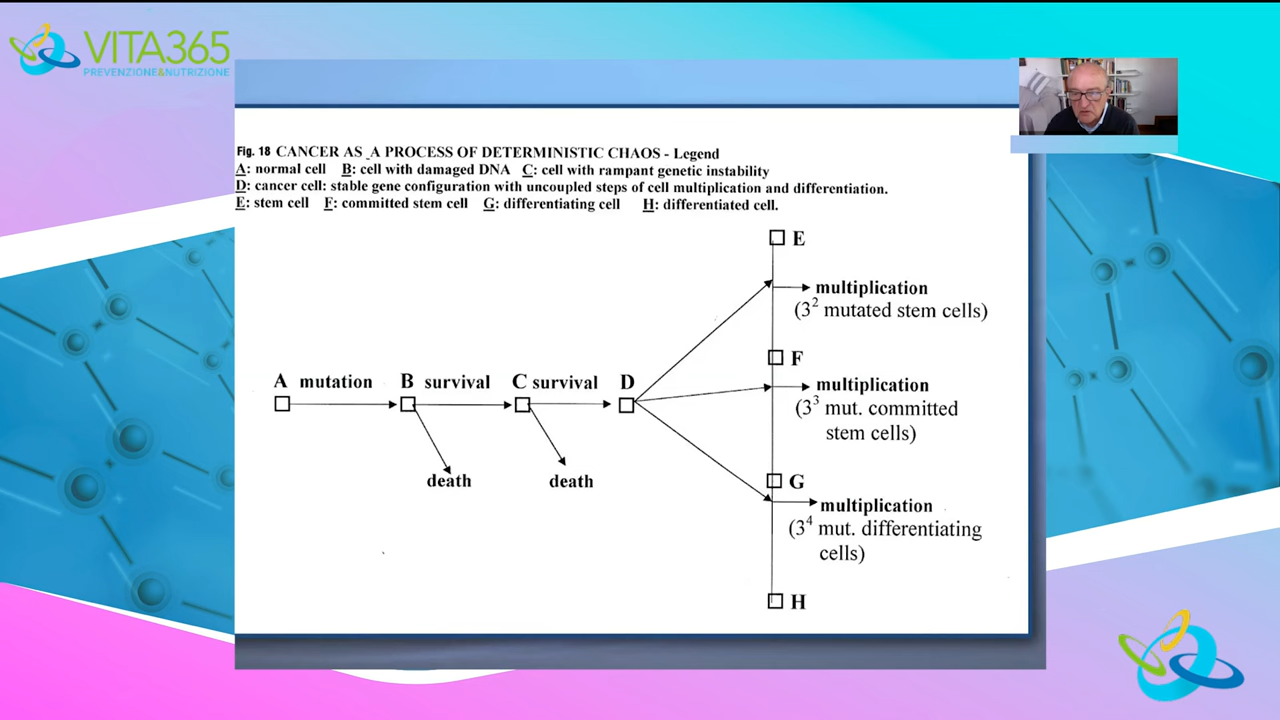 VITA365
PREVENZIONE&NUTRIZIONE
Fig. 18 CANCER AS A PROCESS OF DETERMINISTIC CHAOS - Legend
A: normal cell B: cell with damaged DNA C: cell with rampant genetic instability
D: cancer cell: stable gene configuration with uncoupled steps of cell multiplication and differentiation.
E: stem cell F: committed stem cell G: differentiating cell H: differentiated cell.
E
multiplication
(3² mutated stem cells)
F
A mutation B survival C survival D
multiplication
(3³ mut. committed
stem cells)
death death
G
multiplication
(3⁴ mut. differentiating
cells)
H